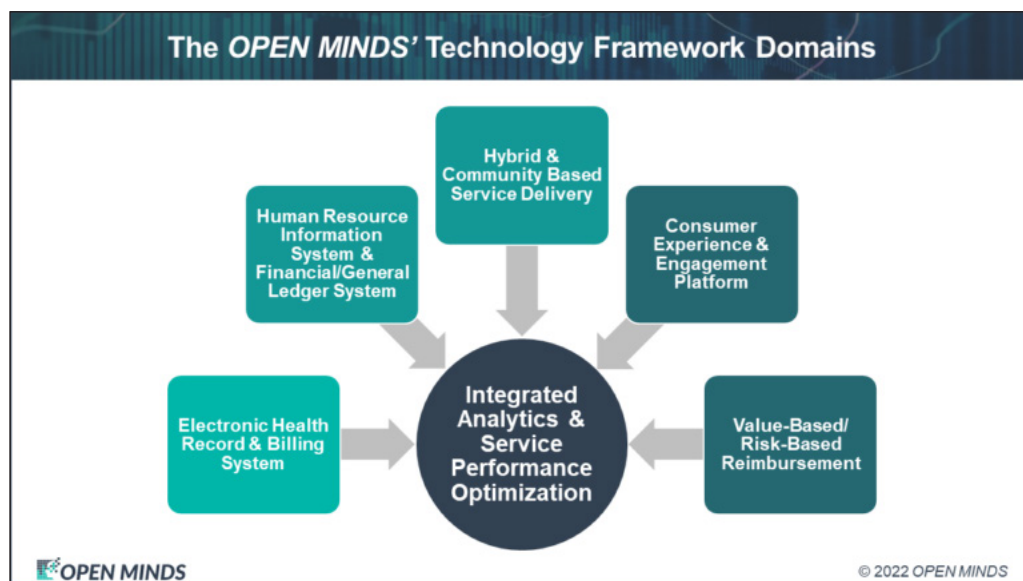 The OPEN MINDS' Technology Framework Domains
Hybrid &
Community Based
Service Delivery
Human Resource
Information
System &
Financial/General
Ledger System
Consumer
Experience &
Engagement
Platform
Electronic Health
Record & Billing
System
Integrated
Analytics &
Service
Performance
Optimization
Value-Based/
Risk-Based
Reimbursement
OPEN MINDS
© 2022 OPEN MINDS